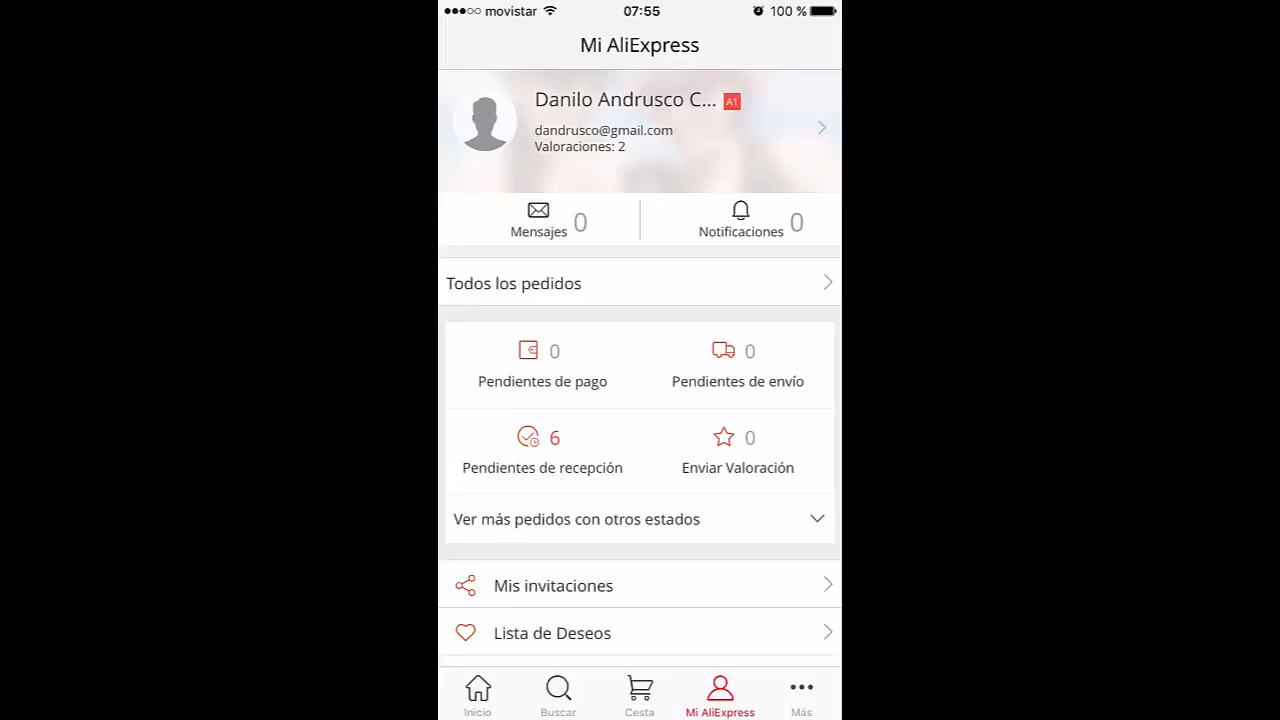 movistar 07:55 100 %
Mi AliExpress
Danilo Andrusco C... A1
dandrusco@gmail.com
Valoraciones: 2
Mensajes 0
Notificaciones 0
Todos los pedidos
0 0
Pendientes de pago Pendientes de envío
6 0
Pendientes de recepción Enviar Valoración
Ver más pedidos con otros estados
Mis invitaciones
Lista de Deseos
Inicio Buscar Cesta Mi AliExpress Más